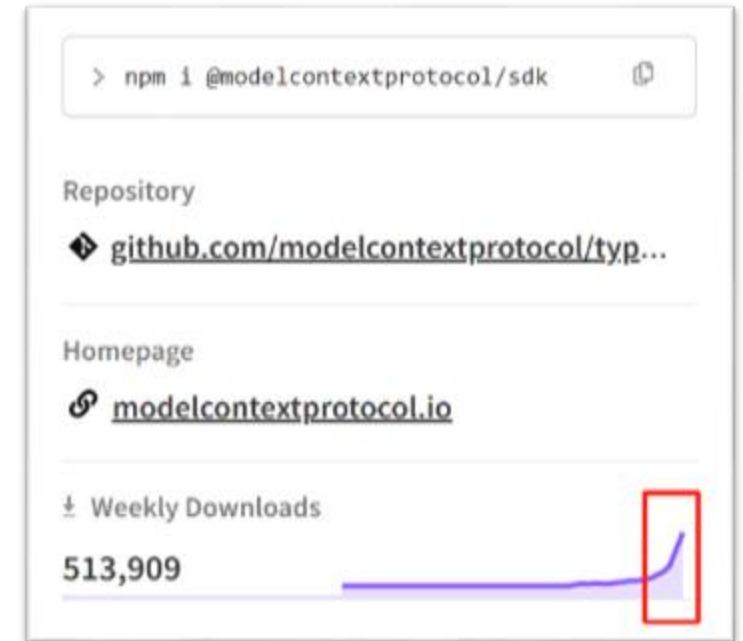 > npm i @modelcontextprotocol/sdk
Repository
github.com/modelcontextprotocol/typ...
Homepage
modelcontextprotocol.io
Weekly Downloads
513,909